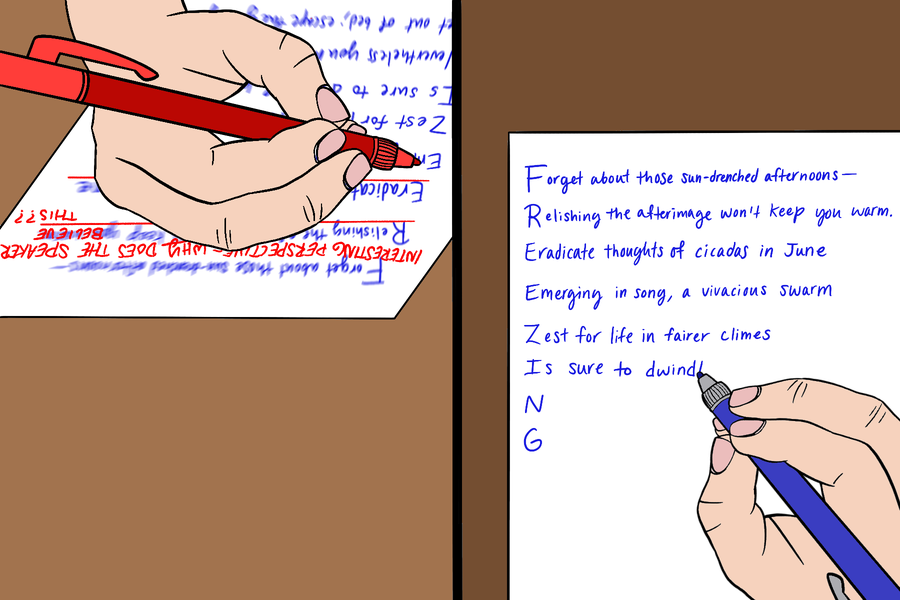 Forget about those sun-drenched afternoons—
INTERESTING PERSPECTIVE - WHY DOES THE SPEAKER
BELIEVE
THIS??
Relishing the keep you
Eradicat
Em
Zest for
Is sure to d
Nevertheless you
et out of bed; escape the
Forget about those sun-drenched afternoons—
Relishing the afterimage won't keep you warm.
Eradicate thoughts of cicadas in June
Emerging in song, a vivacious swarm
Zest for life in fairer climes
Is sure to dwindl
N
G